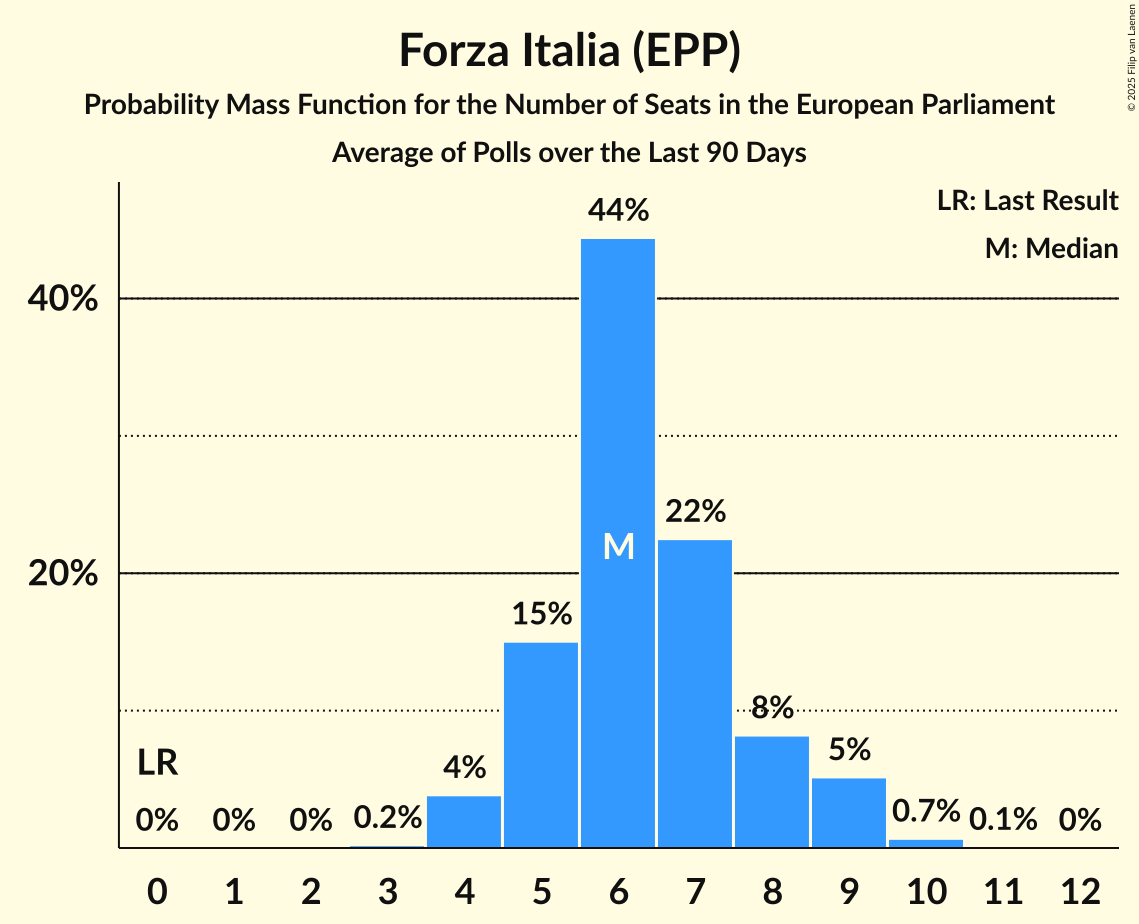 Forza Italia (EPP)
Probability Mass Function for the Number of Seats in the European Parliament
Average of Polls over the Last 90 Days
© 2025 Filip van Laenen
LR: Last Result
M: Median
44%
40%
22%
M
20%
15%
8%
5%
LR
4%
0% 0% 0% 0.2% 0.7% 0.1% 0%
0 1 2 3 4 5 6 7 8 9 10 11 12